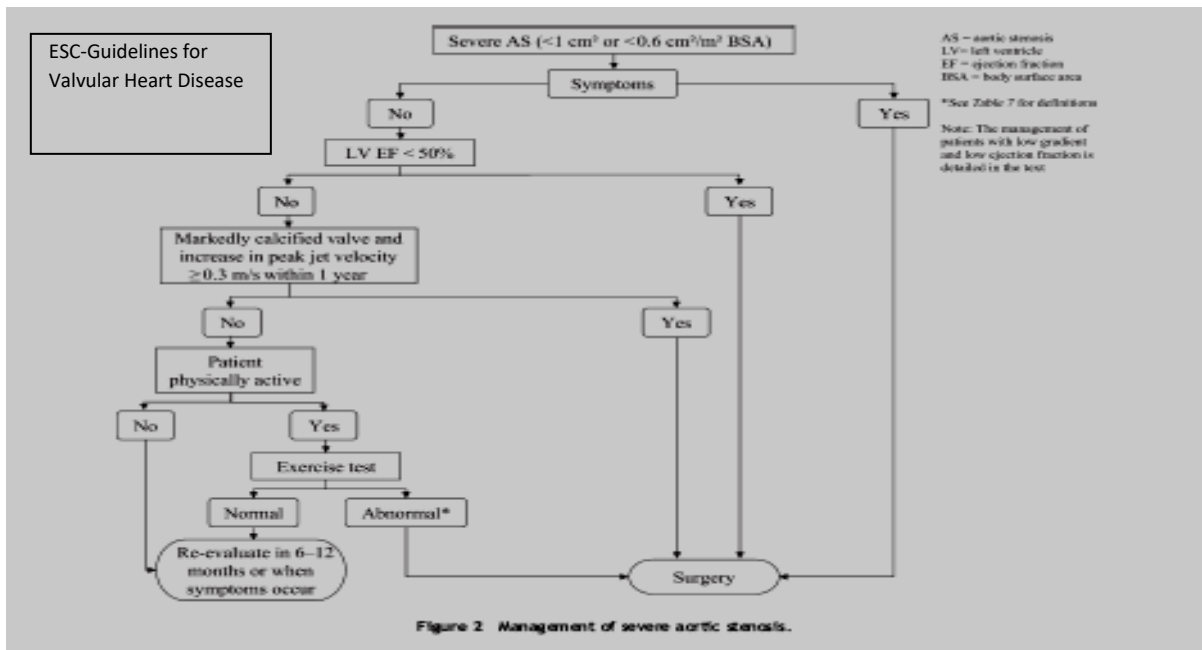 ESC-Guidelines for
Valvular Heart Disease
Severe AS (<1 cm² or <0.6 cm²/m² BSA)
AS = aortic stenosis
LV= left ventricle
EF = ejection fraction
BSA = body surface area
*See Table 7 for definitions
Note: The management of
patients with low gradient
and low ejection fraction is
detailed in the text
Symptoms
No
Yes
LV EF < 50%
No
Yes
Markedly calcified valve and
increase in peak jet velocity
≥0.3 m/s within 1 year
No
Yes
Patient
physically active
No
Yes
Exercise test
Normal
Abnormal*
Re-evaluate in 6–12
months or when
symptoms occur
Surgery
Figure 2 Management of severe aortic stenosis.